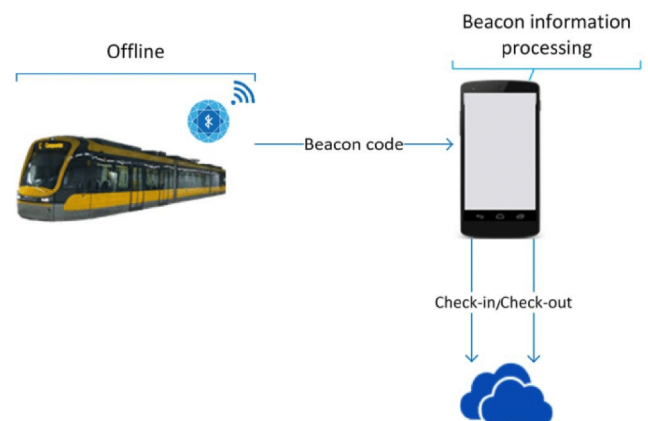 Beacon information
processing
Offline
Beacon code
Check-in/Check-out